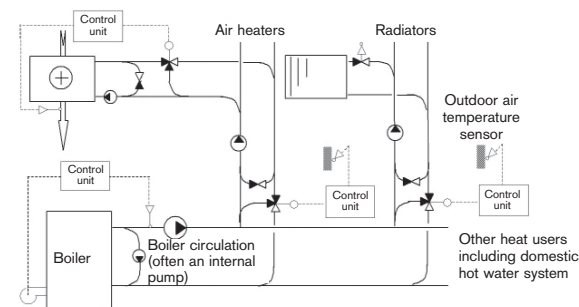 Control
unit
Air heaters
Radiators
Outdoor air
temperature
sensor
Control
unit
Control
unit
Control
unit
Boiler
Boiler circulation
(often an internal
pump)
Other heat users
including domestic
hot water system